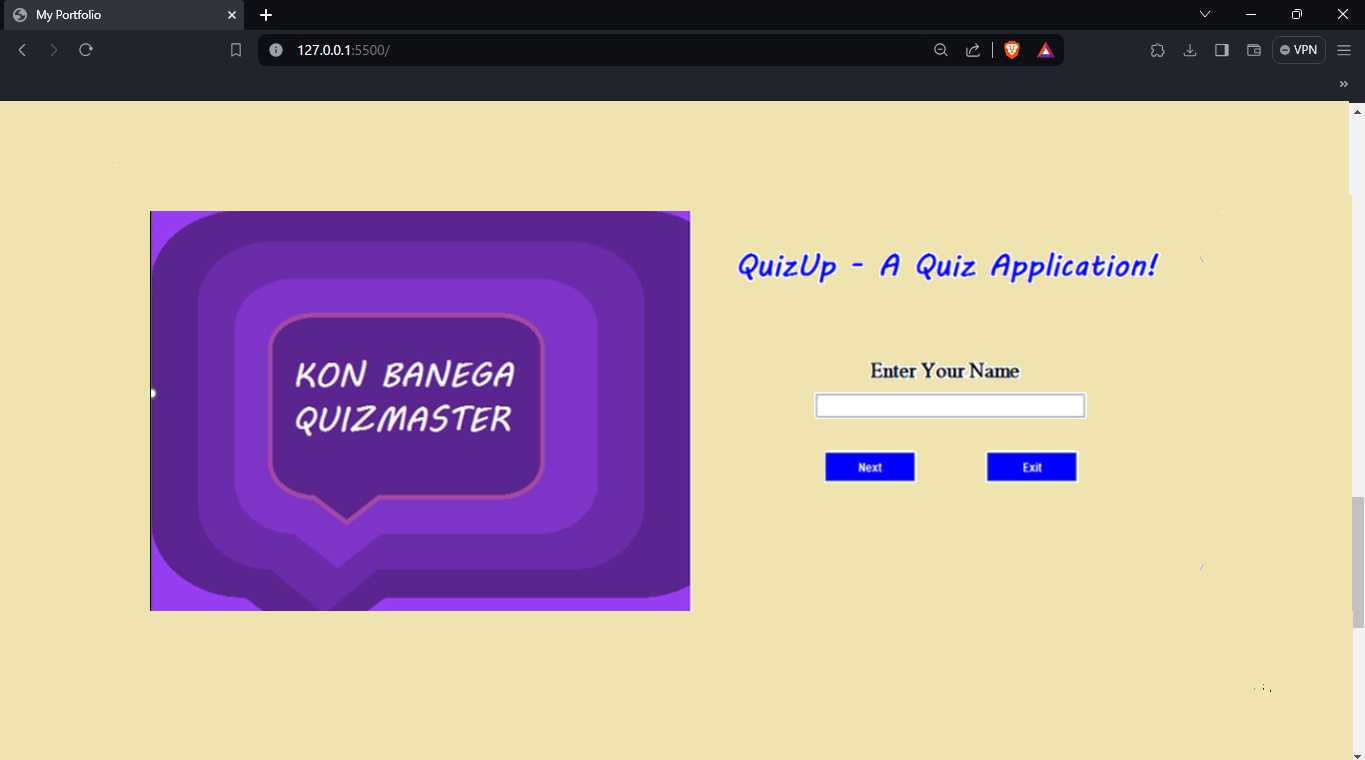 My Portfolio
127.0.0.1:5500/
VPN
KON BANEGA
QUIZMASTER
QuizUp - A Quiz Application!
Enter Your Name
Next
Exit